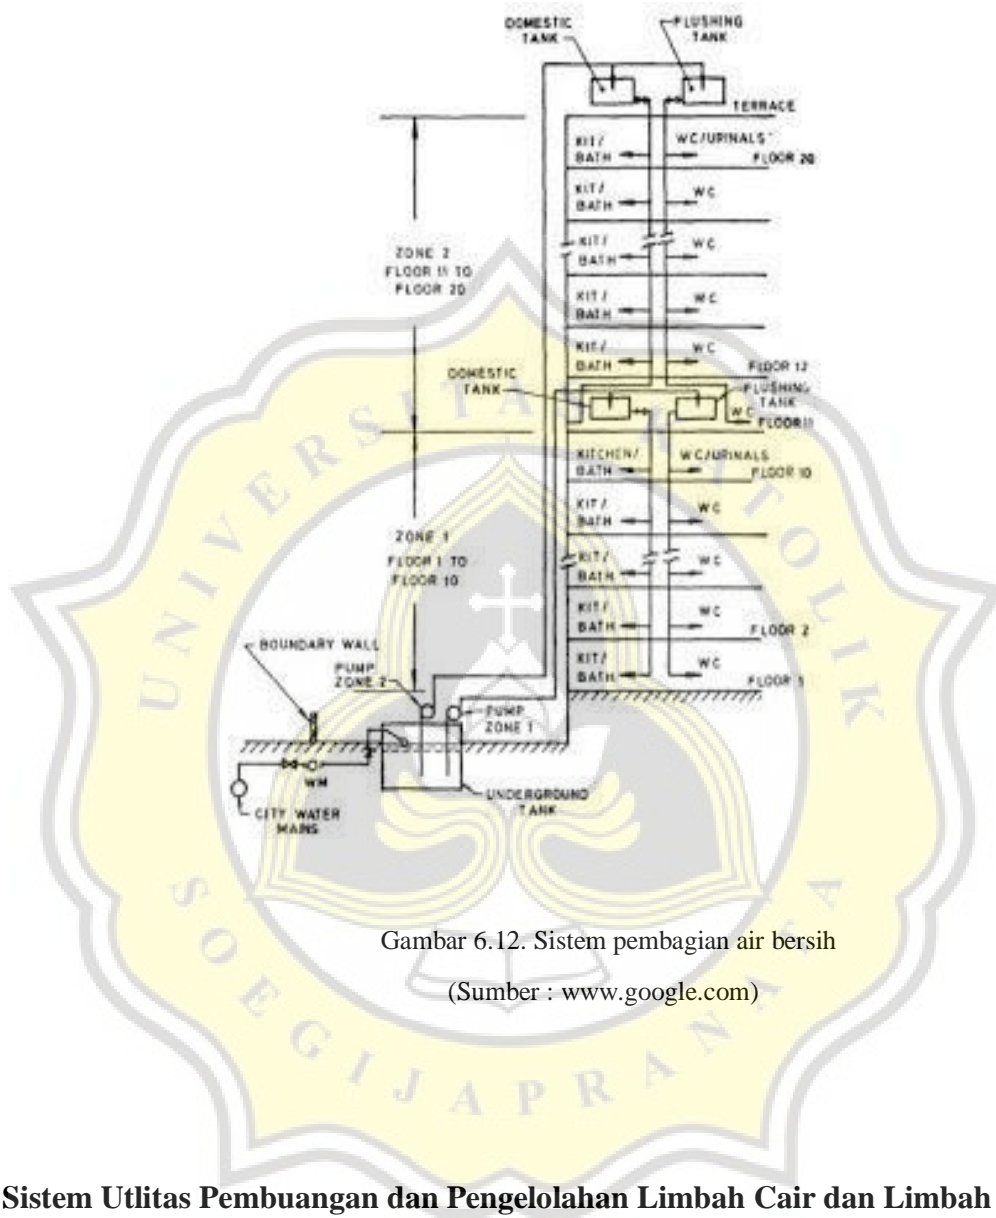 DOMESTIC
TANK
FLUSHING
TANK
TERRACE
KIT/
BATH
WC/URINALS
FLOOR 20
KIT/
BATH
WC
KIT/
BATH
WC
ZONE 2
FLOOR 11 TO
FLOOR 20
KIT/
BATH
WC
KIT/
BATH
WC
FLOOR 12
DOMESTIC
TANK
FLUSHING
TANK
WC
FLOOR 11
KITCHEN/
BATH
WC/URINALS
FLOOR 10
KIT/
BATH
WC
ZONE 1
FLOOR 1 TO
FLOOR 10
KIT/
BATH
WC
KIT/
BATH
WC
FLOOR 2
KIT/
BATH
WC
FLOOR 1
BOUNDARY WALL
PUMP
ZONE 2
PUMP
ZONE 1
WM
CITY WATER
MAINS
UNDERGROUND
TANK
UNIVERSITAS KATOLIK
SOEGIJAPRANATA
Gambar 6.12. Sistem pembagian air bersih
(Sumber : www.google.com)
Sistem Utlitas Pembuangan dan Pengelolahan Limbah Cair dan Limbah